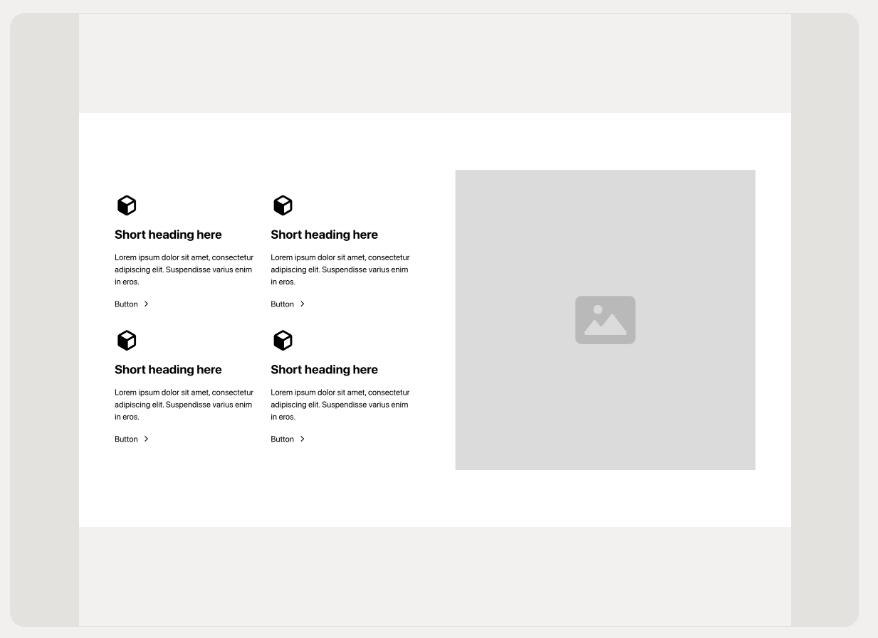 Short heading here
Lorem ipsum dolor sit amet, consectetur
adipiscing elit. Suspendisse varius enim
in eros.
Button
Short heading here
Lorem ipsum dolor sit amet, consectetur
adipiscing elit. Suspendisse varius enim
in eros.
Button
Short heading here
Lorem ipsum dolor sit amet, consectetur
adipiscing elit. Suspendisse varius enim
in eros.
Button
Short heading here
Lorem ipsum dolor sit amet, consectetur
adipiscing elit. Suspendisse varius enim
in eros.
Button